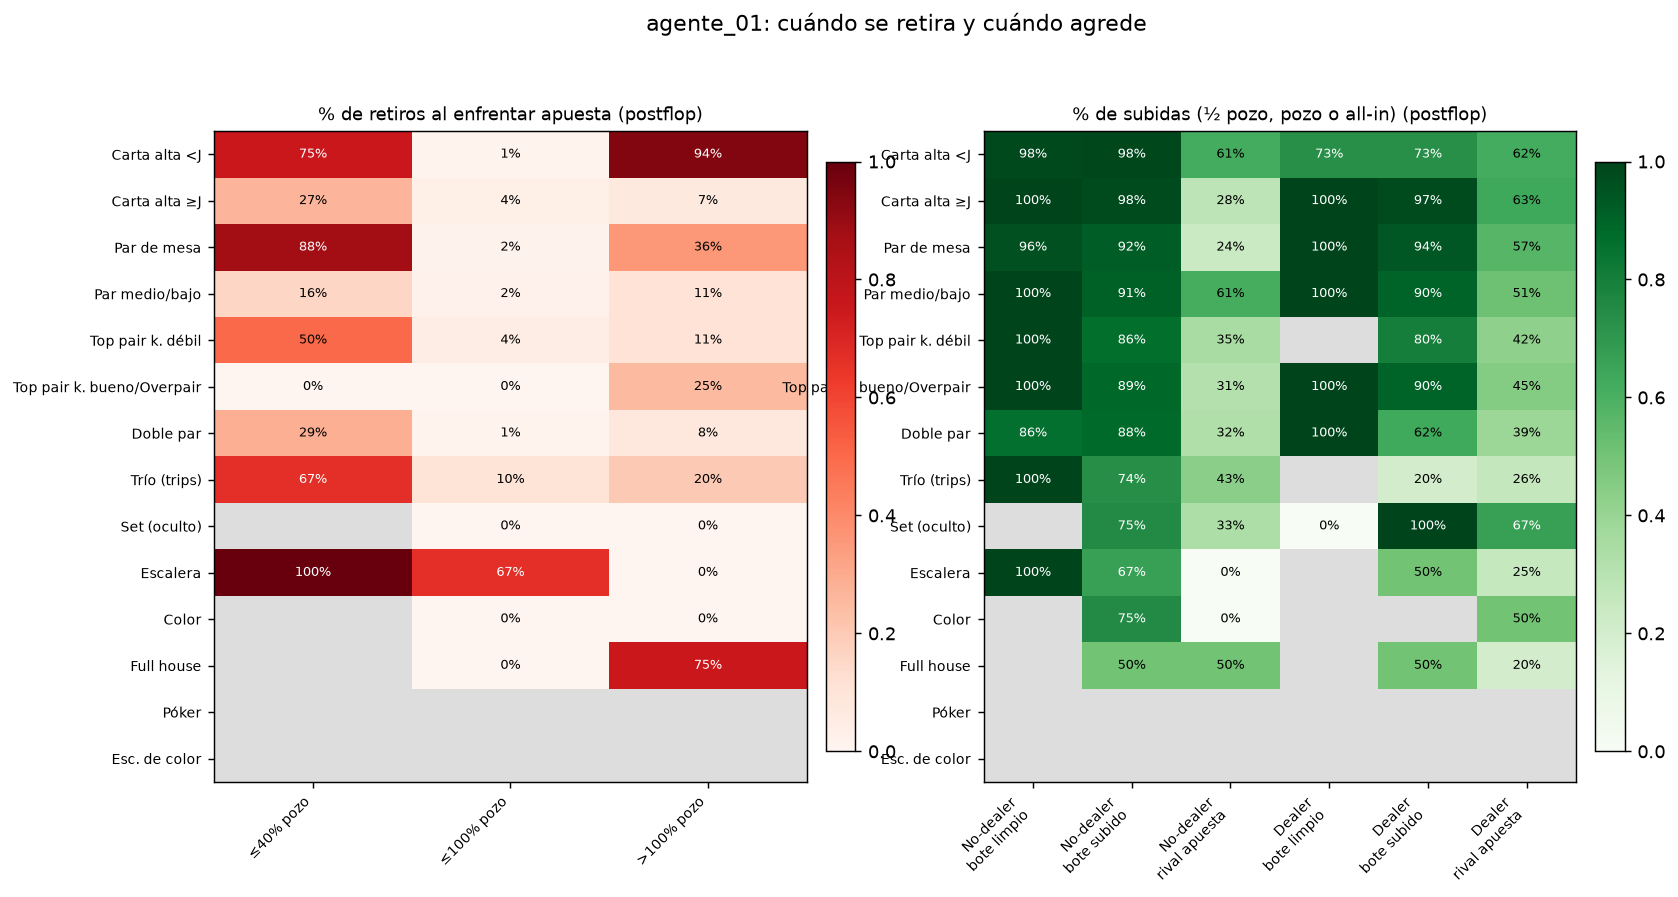 agente_01: cuándo se retira y cuándo agrede
% de retiros al enfrentar apuesta (postflop)
Carta alta <J 75% 1% 94%
Carta alta ≥J 27% 4% 7%
Par de mesa 88% 2% 36%
Par medio/bajo 16% 2% 11%
Top pair k. débil 50% 4% 11%
Top pair k. bueno/Overpair 0% 0% 25%
Doble par 29% 1% 8%
Trío (trips) 67% 10% 20%
Set (oculto) 0% 0%
Escalera 100% 67% 0%
Color 0% 0%
Full house 0% 75%
Póker
Esc. de color
≤40% pozo
≤100% pozo
>100% pozo
1.0
0.8
0.6
0.4
0.2
0.0
% de subidas (½ pozo, pozo o all-in) (postflop)
Carta alta <J 98% 98% 61% 73% 73% 62%
Carta alta ≥J 100% 98% 28% 100% 97% 63%
Par de mesa 96% 92% 24% 100% 94% 57%
Par medio/bajo 100% 91% 61% 100% 90% 51%
Top pair k. débil 100% 86% 35% 80% 42%
Top pair k. bueno/Overpair 100% 89% 31% 100% 90% 45%
Doble par 86% 88% 32% 100% 62% 39%
Trío (trips) 100% 74% 43% 20% 26%
Set (oculto) 75% 33% 0% 100% 67%
Escalera 100% 67% 0% 50% 25%
Color 75% 0% 50%
Full house 50% 50% 50% 20%
Póker
Esc. de color
No-dealer
bote limpio
No-dealer
bote subido
No-dealer
rival apuesta
Dealer
bote limpio
Dealer
bote subido
Dealer
rival apuesta
1.0
0.8
0.6
0.4
0.2
0.0